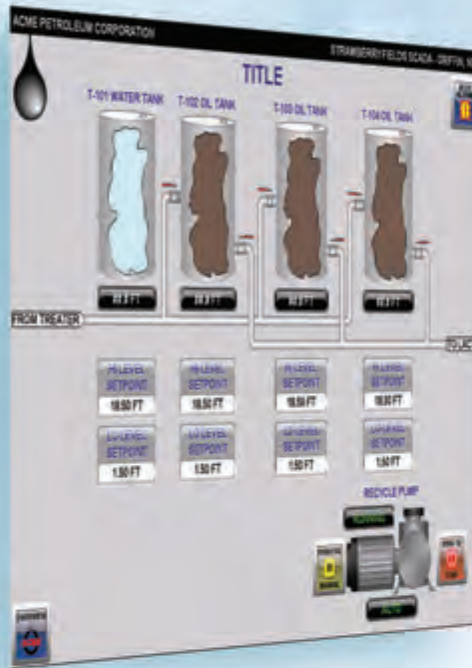 ACME PETROLEUM CORPORATION
STRAWBERRY FIELDS SCADA - GRIFFIN,
TITLE
T-101 WATER TANK
T-102 OIL TANK
T-103 OIL TANK
T-104 OIL TANK
FROM TREATER
HI LEVEL SETPOINT
18.50 FT
HI LEVEL SETPOINT
18.50 FT
HI LEVEL SETPOINT
18.50 FT
HI LEVEL SETPOINT
18.50 FT
LO LEVEL SETPOINT
1.50 FT
LO LEVEL SETPOINT
1.50 FT
LO LEVEL SETPOINT
1.50 FT
LO LEVEL SETPOINT
1.50 FT
RECYCLE PUMP
RUNNING
AUTO
OVERVIEW